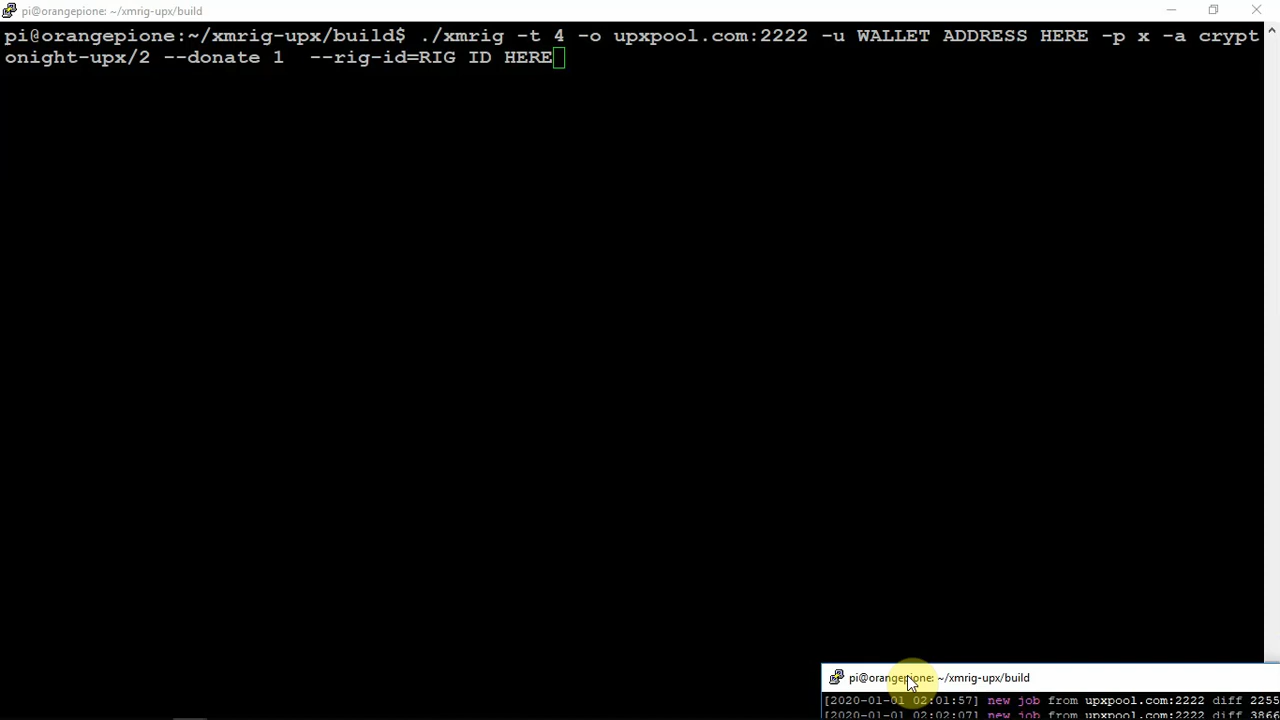 pi@orangepione: ~/xmrig-upx/build
pi@orangepione:~/xmrig-upx/build$ ./xmrig -t 4 -o upxpool.com:2222 -u WALLET ADDRESS HERE -p x -a crypt
onight-upx/2 --donate 1  --rig-id=RIG ID HERE
pi@orangepione: ~/xmrig-upx/build
[2020-01-01 02:01:57] new job from upxpool.com:2222 diff 2255
[2020-01-01 02:02:07] new job from upxpool.com:2222 diff 3866